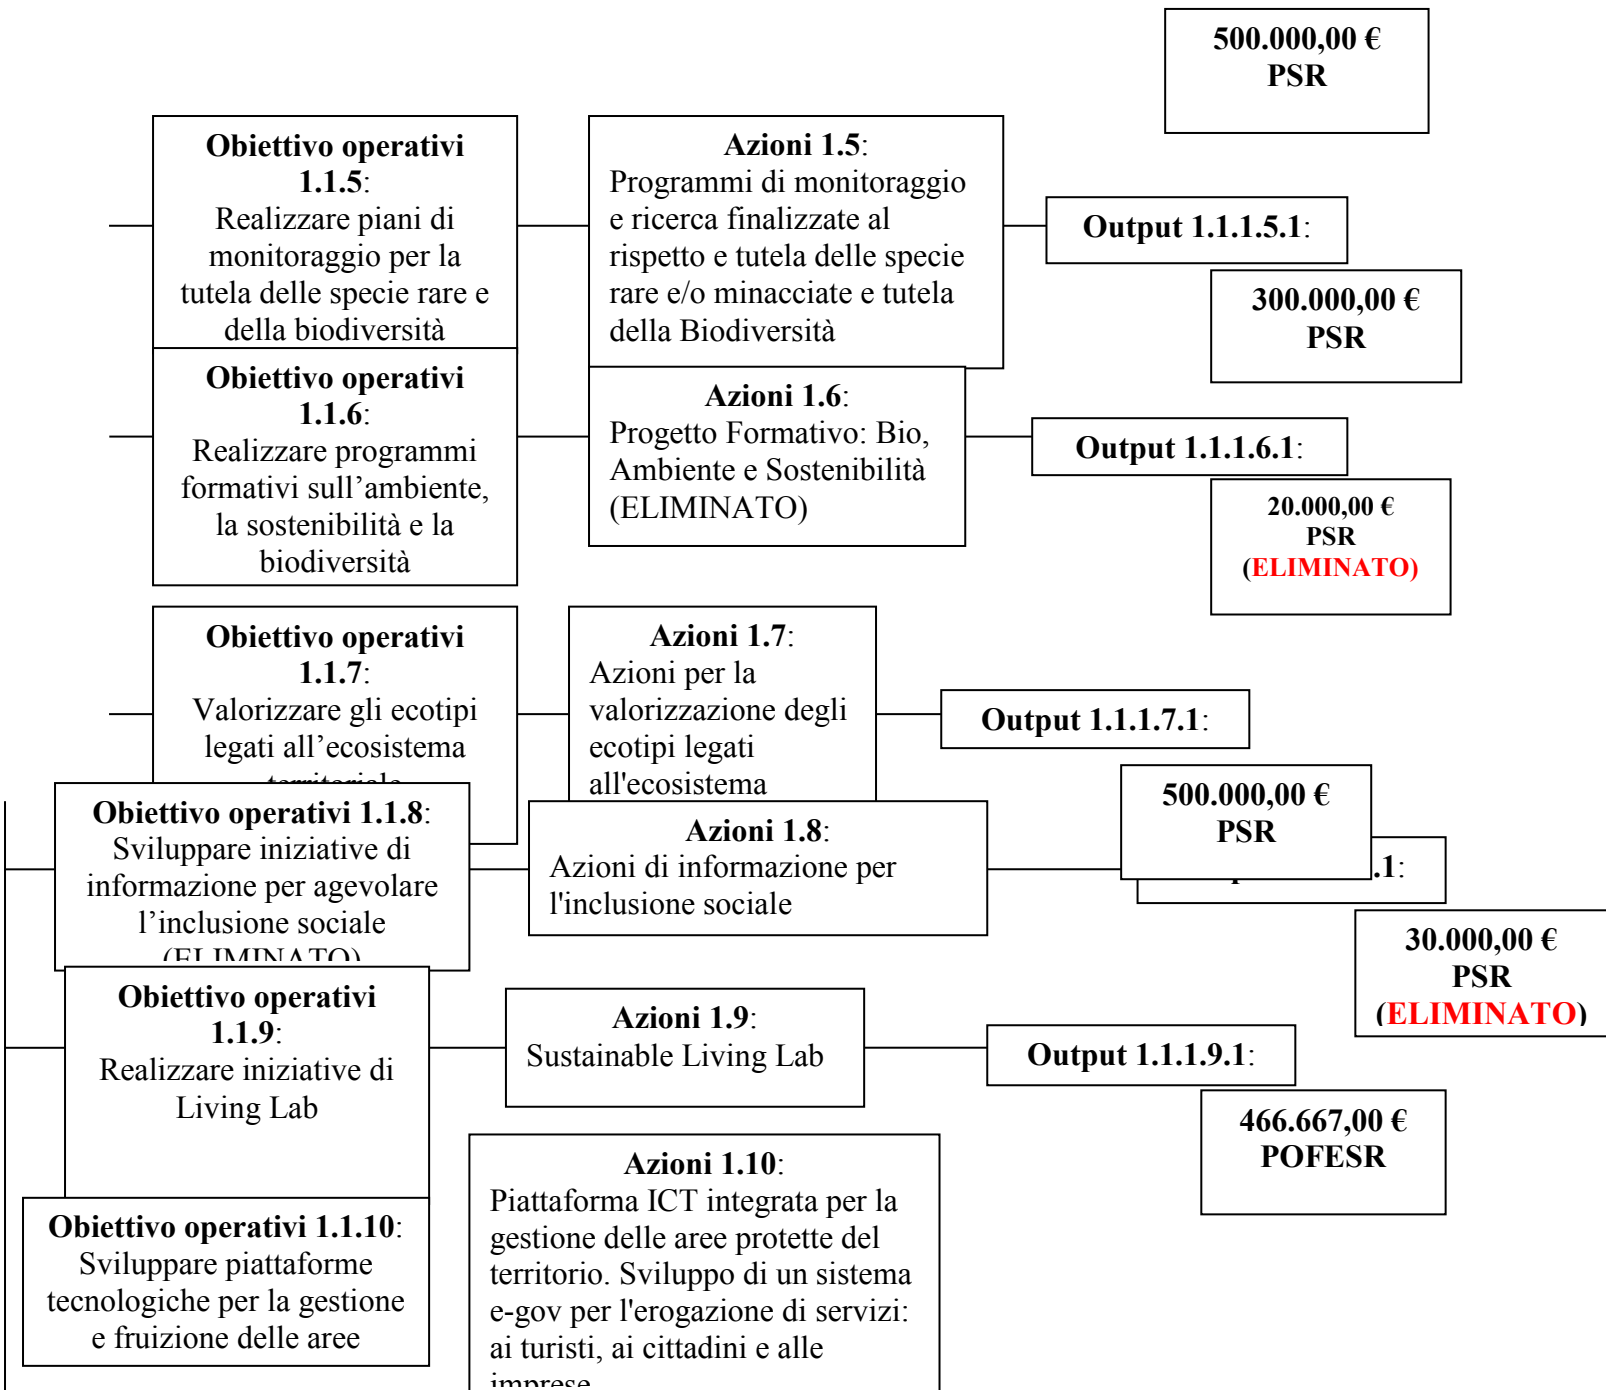 500.000,00 €
PSR
Obiettivo operativi
1.1.5:
Realizzare piani di
monitoraggio per la
tutela delle specie rare e
della biodiversità
Azioni 1.5:
Programmi di monitoraggio
e ricerca finalizzate al
rispetto e tutela delle specie
rare e/o minacciate e tutela
della Biodiversità
Output 1.1.1.5.1:
300.000,00 €
PSR
Obiettivo operativi
1.1.6:
Realizzare programmi
formativi sull’ambiente,
la sostenibilità e la
biodiversità
Azioni 1.6:
Progetto Formativo: Bio,
Ambiente e Sostenibilità
(ELIMINATO)
Output 1.1.1.6.1:
20.000,00 €
PSR
(ELIMINATO)
Obiettivo operativi
1.1.7:
Valorizzare gli ecotipi
legati all’ecosistema
territoriale
Azioni 1.7:
Azioni per la
valorizzazione degli
ecotipi legati
all'ecosistema
Output 1.1.1.7.1:
500.000,00 €
PSR
Obiettivo operativi 1.1.8:
Sviluppare iniziative di
informazione per agevolare
l’inclusione sociale
(ELIMINATO)
Azioni 1.8:
Azioni di informazione per
l'inclusione sociale
.1:
30.000,00 €
PSR
(ELIMINATO)
Obiettivo operativi
1.1.9:
Realizzare iniziative di
Living Lab
Azioni 1.9:
Sustainable Living Lab
Output 1.1.1.9.1:
466.667,00 €
POFESR
Obiettivo operativi 1.1.10:
Sviluppare piattaforme
tecnologiche per la gestione
e fruizione delle aree
Azioni 1.10:
Piattaforma ICT integrata per la
gestione delle aree protette del
territorio. Sviluppo di un sistema
e-gov per l'erogazione di servizi:
ai turisti, ai cittadini e alle
imprese